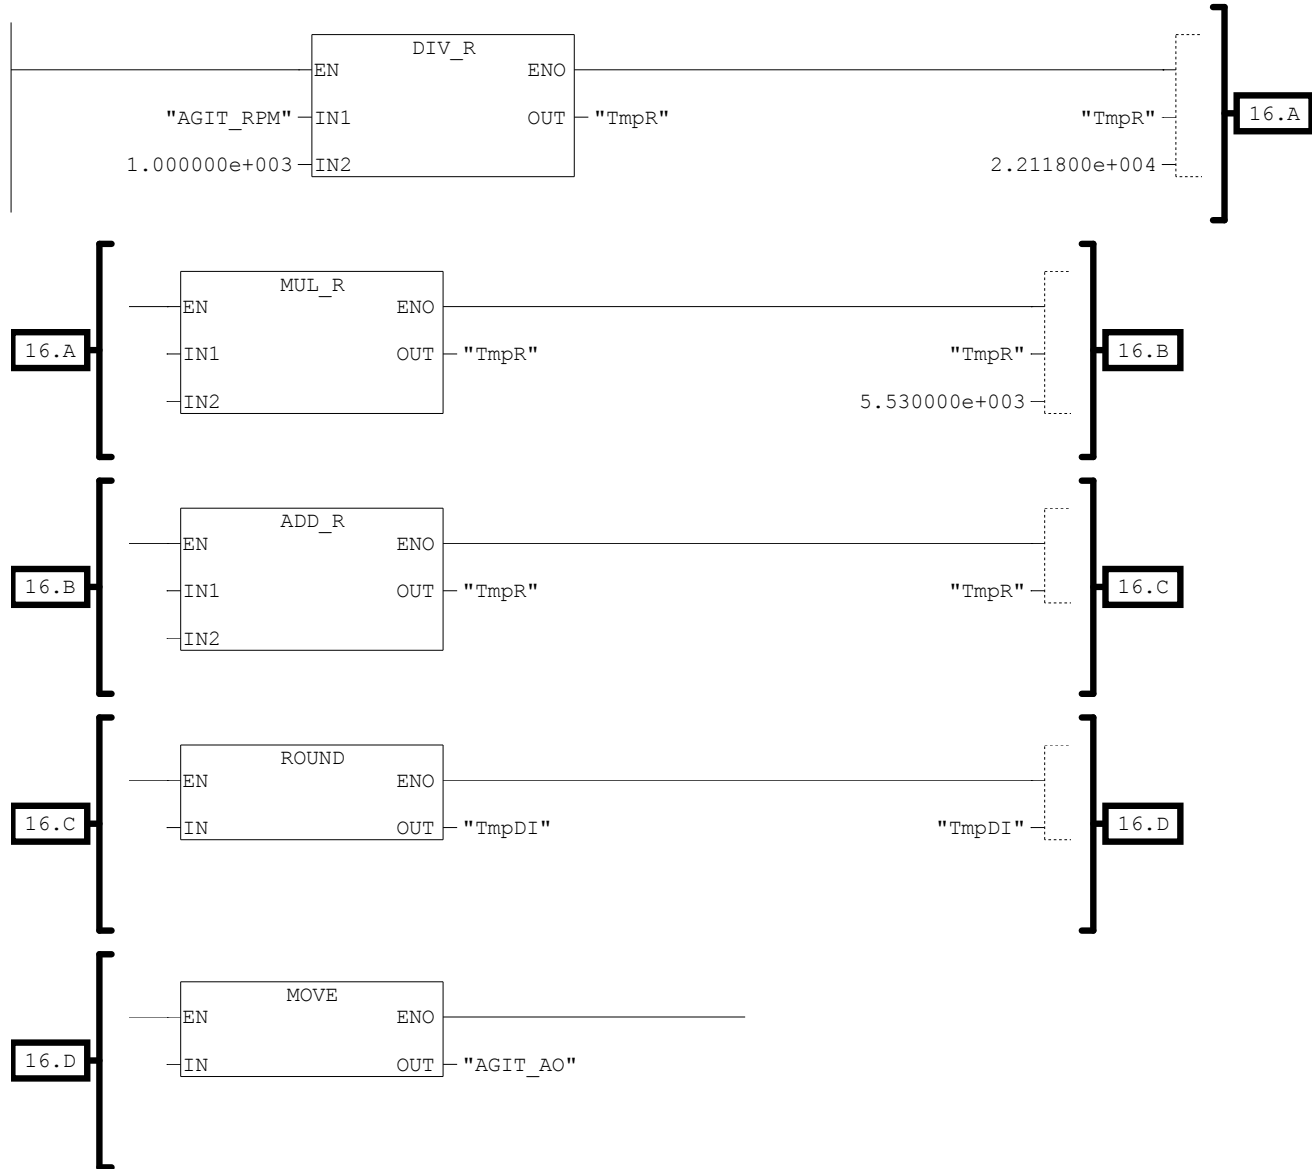 DIV_R
EN ENO
"AGIT_RPM" IN1 OUT "TmpR" "TmpR" 16.A
1.000000e+003 IN2 2.211800e+004
MUL_R
EN ENO
16.A IN1 OUT "TmpR" "TmpR" 16.B
IN2 5.530000e+003
ADD_R
EN ENO
16.B IN1 OUT "TmpR" "TmpR" 16.C
IN2
ROUND
EN ENO
16.C IN OUT "TmpDI" "TmpDI" 16.D
MOVE
EN ENO
16.D IN OUT "AGIT_AO"